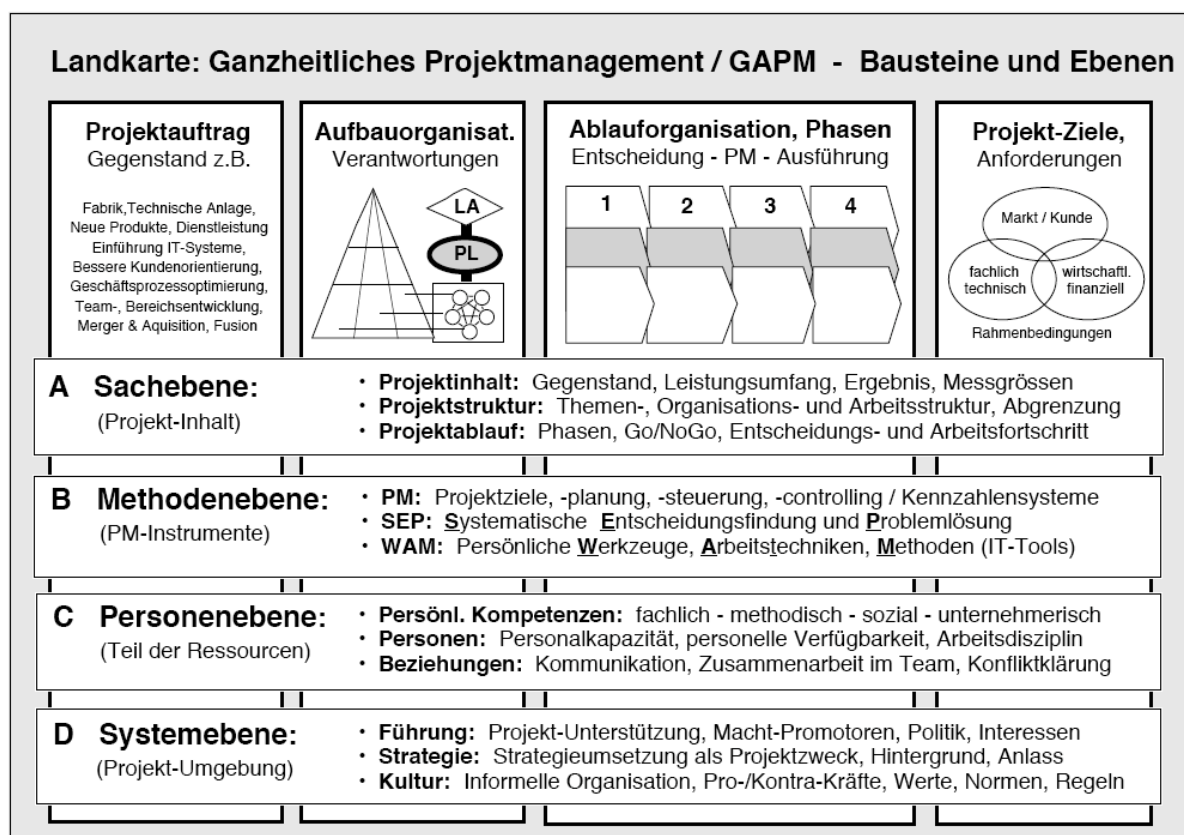 Landkarte: Ganzheitliches Projektmanagement / GAPM - Bausteine und Ebenen
Projektauftrag
Gegenstand z.B.
Fabrik,Technische Anlage,
Neue Produkte, Dienstleistung
Einführung IT-Systeme,
Bessere Kundenorientierung,
Geschäftsprozessoptimierung,
Team-, Bereichsentwicklung,
Merger & Aquisition, Fusion
Aufbauorganisat.
Verantwortungen
LA
PL
Ablauforganisation, Phasen
Entscheidung - PM - Ausführung
1 2 3 4
Projekt-Ziele,
Anforderungen
Markt / Kunde
fachlich
technisch
wirtschaftl.
finanziell
Rahmenbedingungen
A Sachebene:
(Projekt-Inhalt)
• Projektinhalt: Gegenstand, Leistungsumfang, Ergebnis, Messgrössen
• Projektstruktur: Themen-, Organisations- und Arbeitsstruktur, Abgrenzung
• Projektablauf: Phasen, Go/NoGo, Entscheidungs- und Arbeitsfortschritt
B Methodenebene:
(PM-Instrumente)
• PM: Projektziele, -planung, -steuerung, -controlling / Kennzahlensysteme
• SEP: Systematische Entscheidungsfindung und Problemlösung
• WAM: Persönliche Werkzeuge, Arbeitstechniken, Methoden (IT-Tools)
C Personenebene:
(Teil der Ressourcen)
• Persönl. Kompetenzen: fachlich - methodisch - sozial - unternehmerisch
• Personen: Personalkapazität, personelle Verfügbarkeit, Arbeitsdisziplin
• Beziehungen: Kommunikation, Zusammenarbeit im Team, Konfliktklärung
D Systemebene:
(Projekt-Umgebung)
• Führung: Projekt-Unterstützung, Macht-Promotoren, Politik, Interessen
• Strategie: Strategieumsetzung als Projektzweck, Hintergrund, Anlass
• Kultur: Informelle Organisation, Pro-/Kontra-Kräfte, Werte, Normen, Regeln